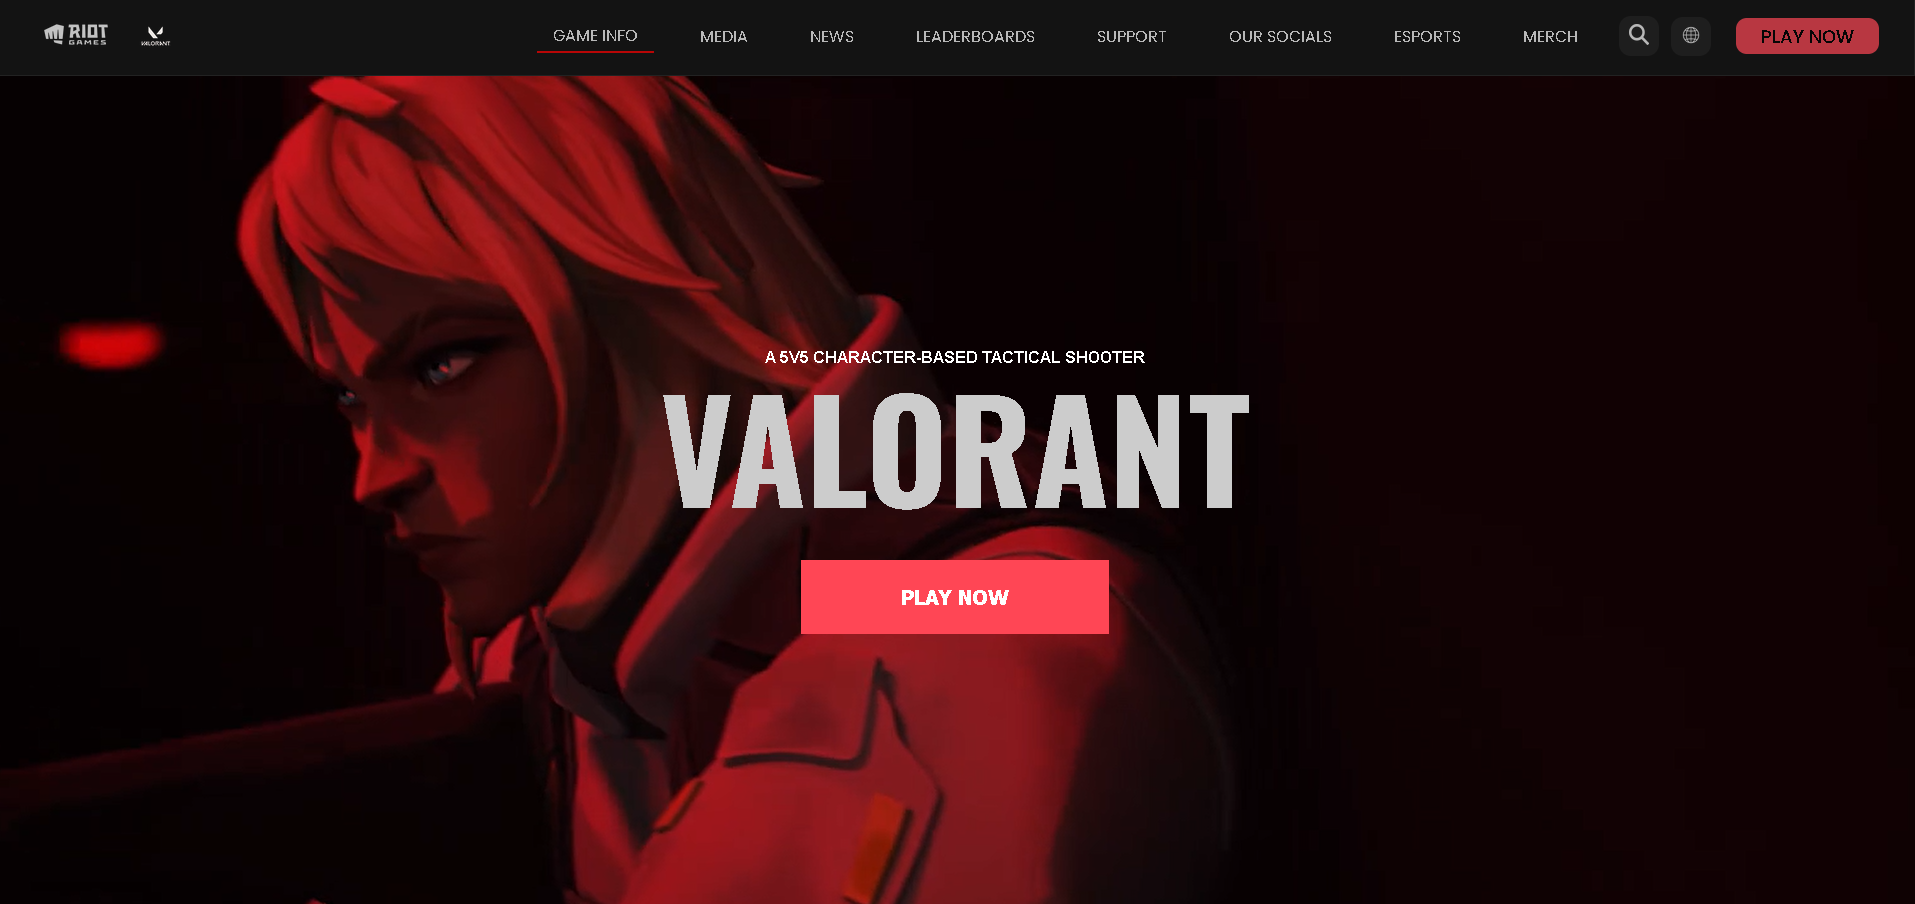 RIOT
GAMES
VALORANT
GAME INFO
MEDIA
NEWS
LEADERBOARDS
SUPPORT
OUR SOCIALS
ESPORTS
MERCH
PLAY NOW
A 5V5 CHARACTER-BASED TACTICAL SHOOTER
VALORANT
PLAY NOW